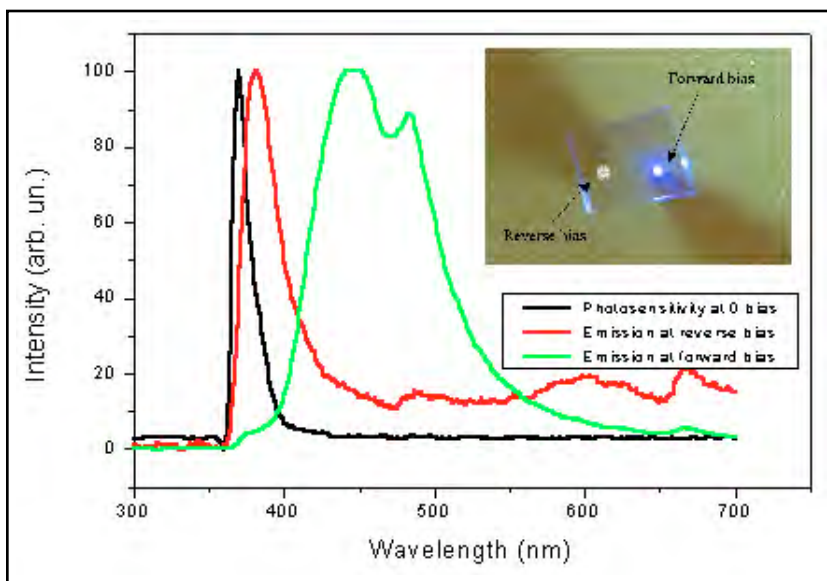 Forward bias
Reverse bias
Photosensitivity at 0 bias
Emission at reverse bias
Emission at forward bias
Intensity (arb. un.)
100
80
60
40
20
0
300
400
500
600
700
Wavelength (nm)